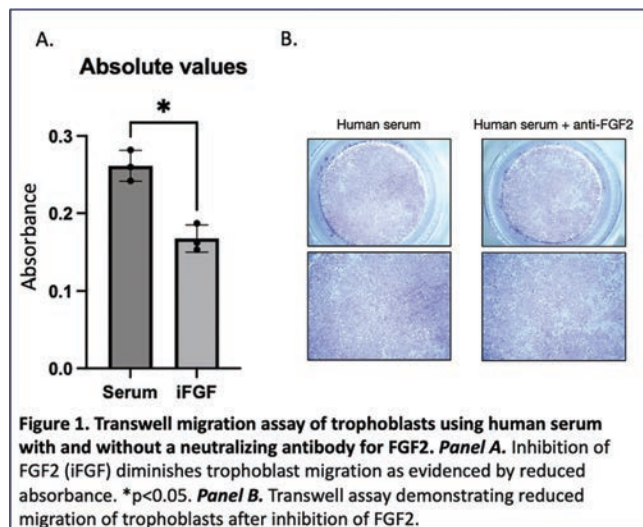 A.
Absolute values
*
0.3
0.2
0.1
0.0
Absorbance
Serum iFGF
B.
Human serum Human serum + anti-FGF2
Figure 1. Transwell migration assay of trophoblasts using human serum
with and without a neutralizing antibody for FGF2. Panel A. Inhibition of
FGF2 (iFGF) diminishes trophoblast migration as evidenced by reduced
absorbance. *p<0.05. Panel B. Transwell assay demonstrating reduced
migration of trophoblasts after inhibition of FGF2.